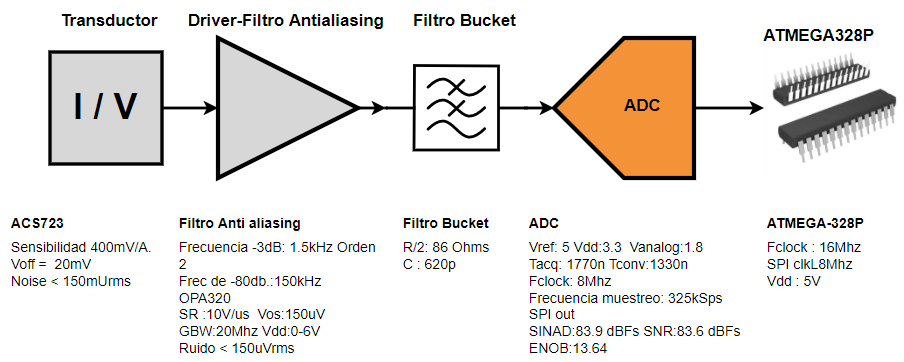 Transductor
Driver-Filtro Antialiasing
Filtro Bucket
ATMEGA328P
I / V
ADC
ACS723
Sensibilidad 400mV/A.
Voff = 20mV
Noise < 150mUrms
Filtro Anti aliasing
Frecuencia -3dB: 1.5kHz Orden
2
Frec de -80db.:150kHz
OPA320
SR :10V/us Vos:150uV
GBW:20Mhz Vdd:0-6V
Ruido < 150uVrms
Filtro Bucket
R/2: 86 Ohms
C : 620p
ADC
Vref: 5 Vdd:3.3 Vanalog:1.8
Tacq: 1770n Tconv:1330n
Fclock: 8Mhz
Frecuencia muestreo: 325kSps
SPI out
SINAD:83.9 dBFs SNR:83.6 dBFs
ENOB:13.64
ATMEGA-328P
Fclock : 16Mhz
SPI clkL8Mhz
Vdd : 5V